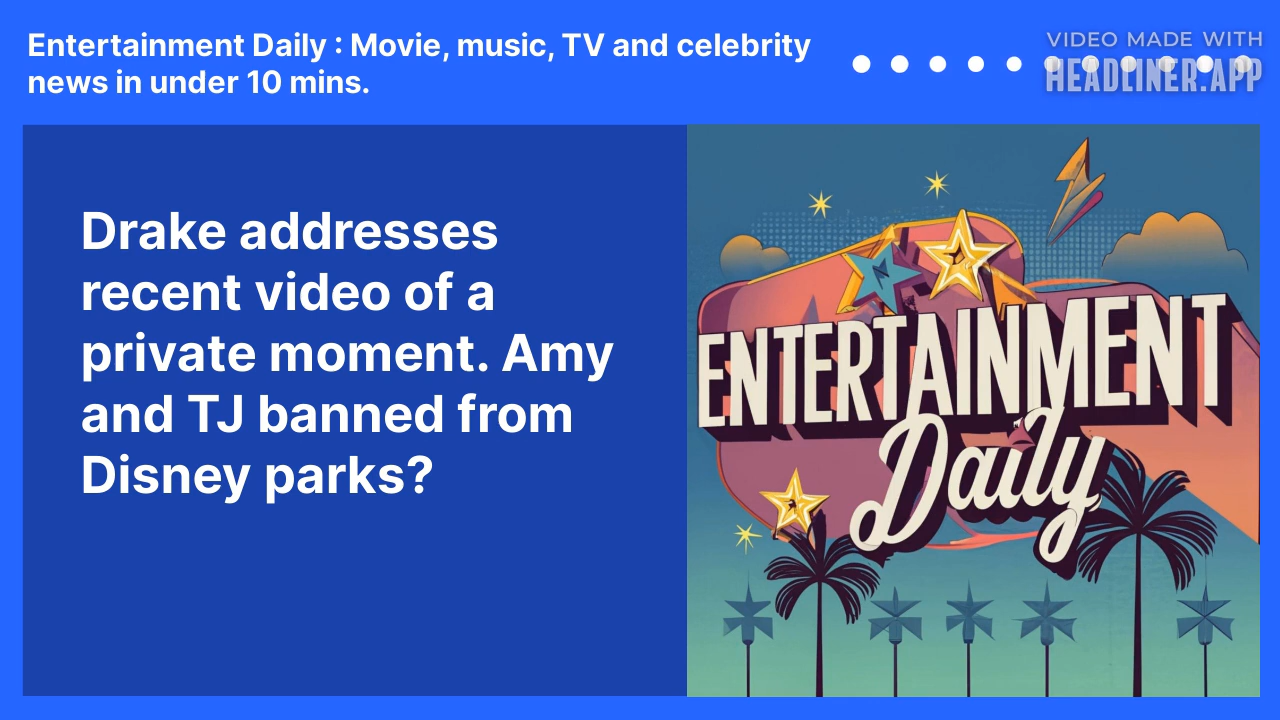 Entertainment Daily : Movie, music, TV and celebrity
news in under 10 mins.
VIDEO MADE WITH
HEADLINER.APP
Drake addresses
recent video of a
private moment. Amy
and TJ banned from
Disney parks?
ENTERTAINMENT
Daily